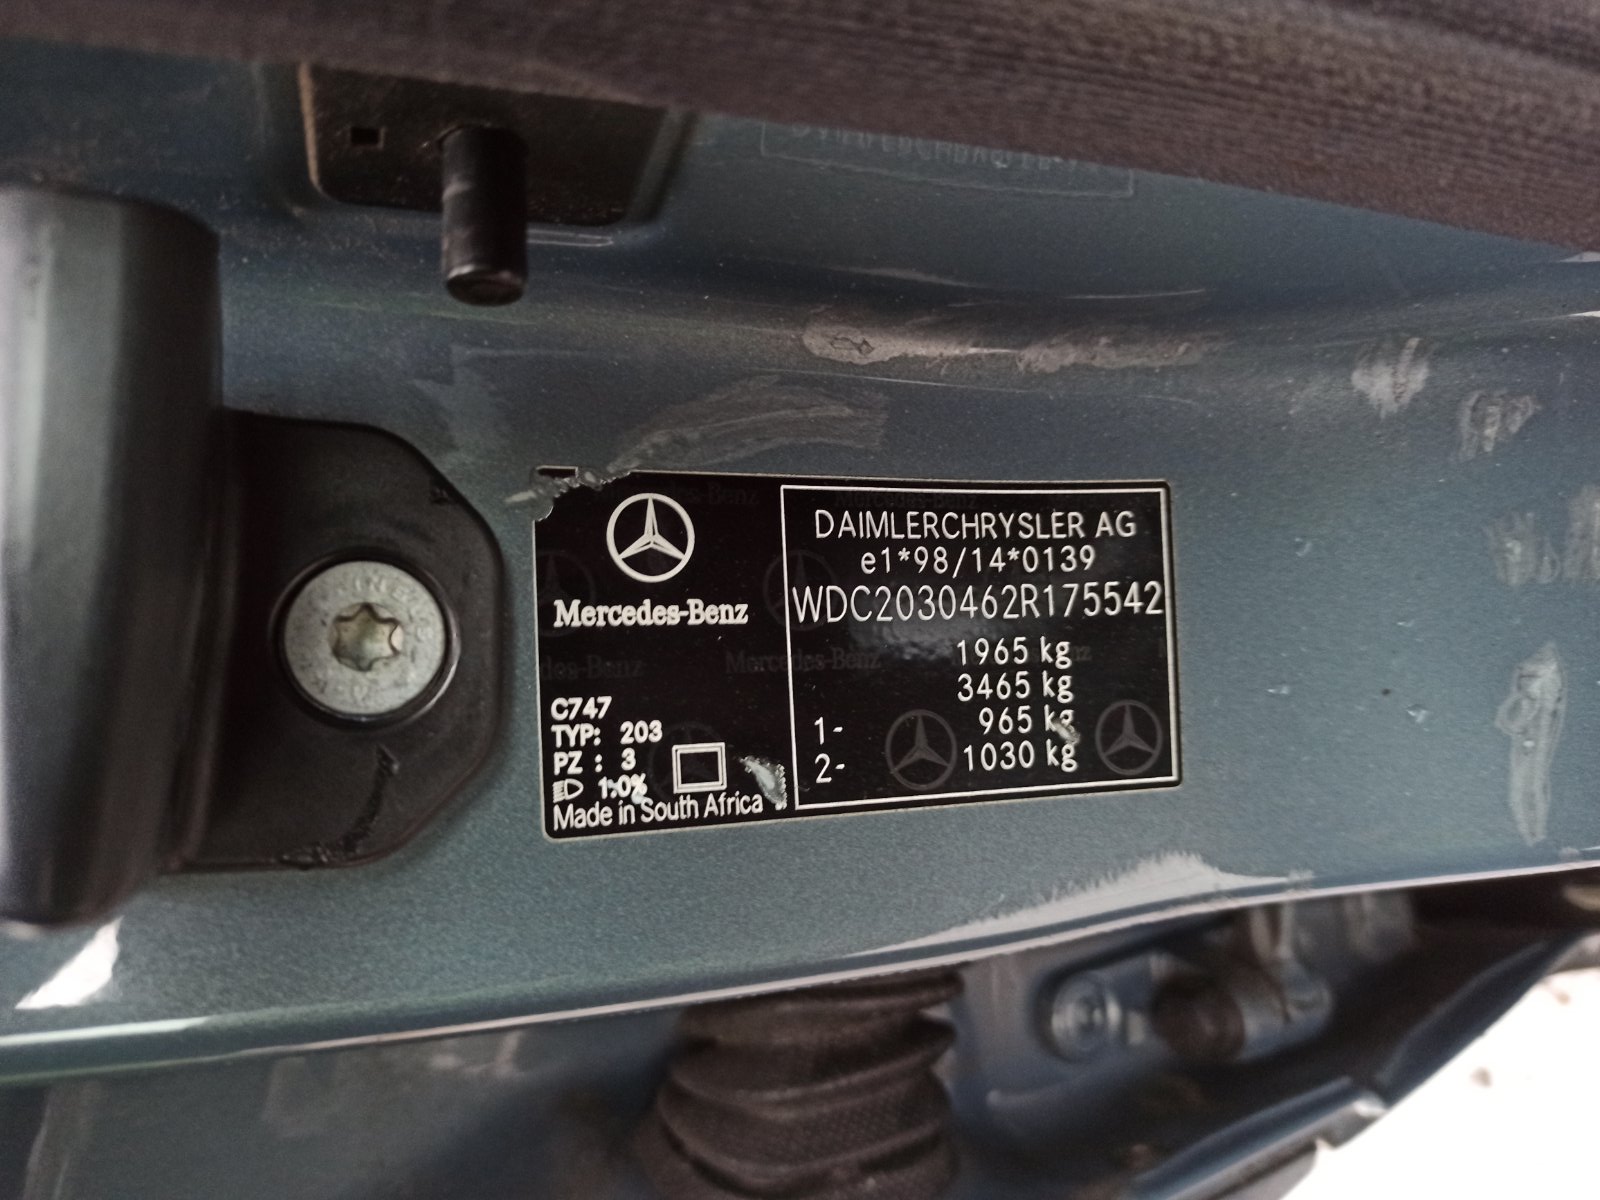 DAIMLERCHRYSLER AG
e1*98/14*0139
WDC2030462R175542
1965 kg
3465 kg
1- 965 kg
2- 1030 kg
Mercedes-Benz
C747
TYP: 203
PZ : 3
1.0%
Made in South Africa